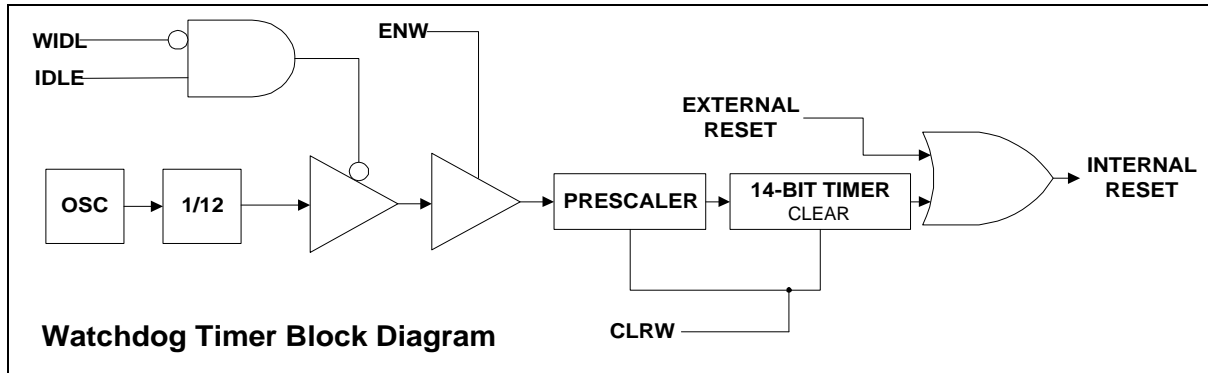 WIDL
IDLE
ENW
EXTERNAL
RESET
OSC
1/12
PRESCALER
14-BIT TIMER
CLEAR
INTERNAL
RESET
CLRW
Watchdog Timer Block Diagram